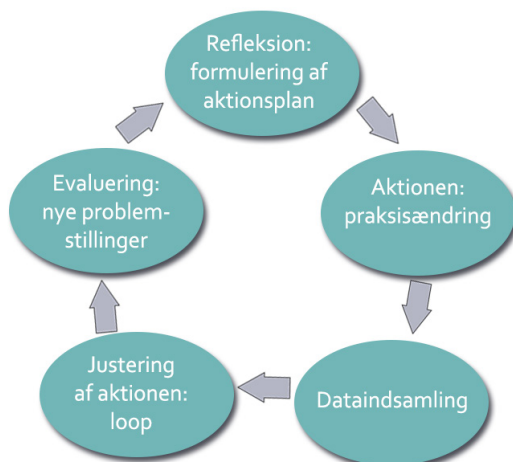 Refleksion:
formulering af
aktionsplan
Aktionen:
praksisændring
Dataindsamling
Justering
af aktionen:
loop
Evaluering:
nye problem-
stillinger